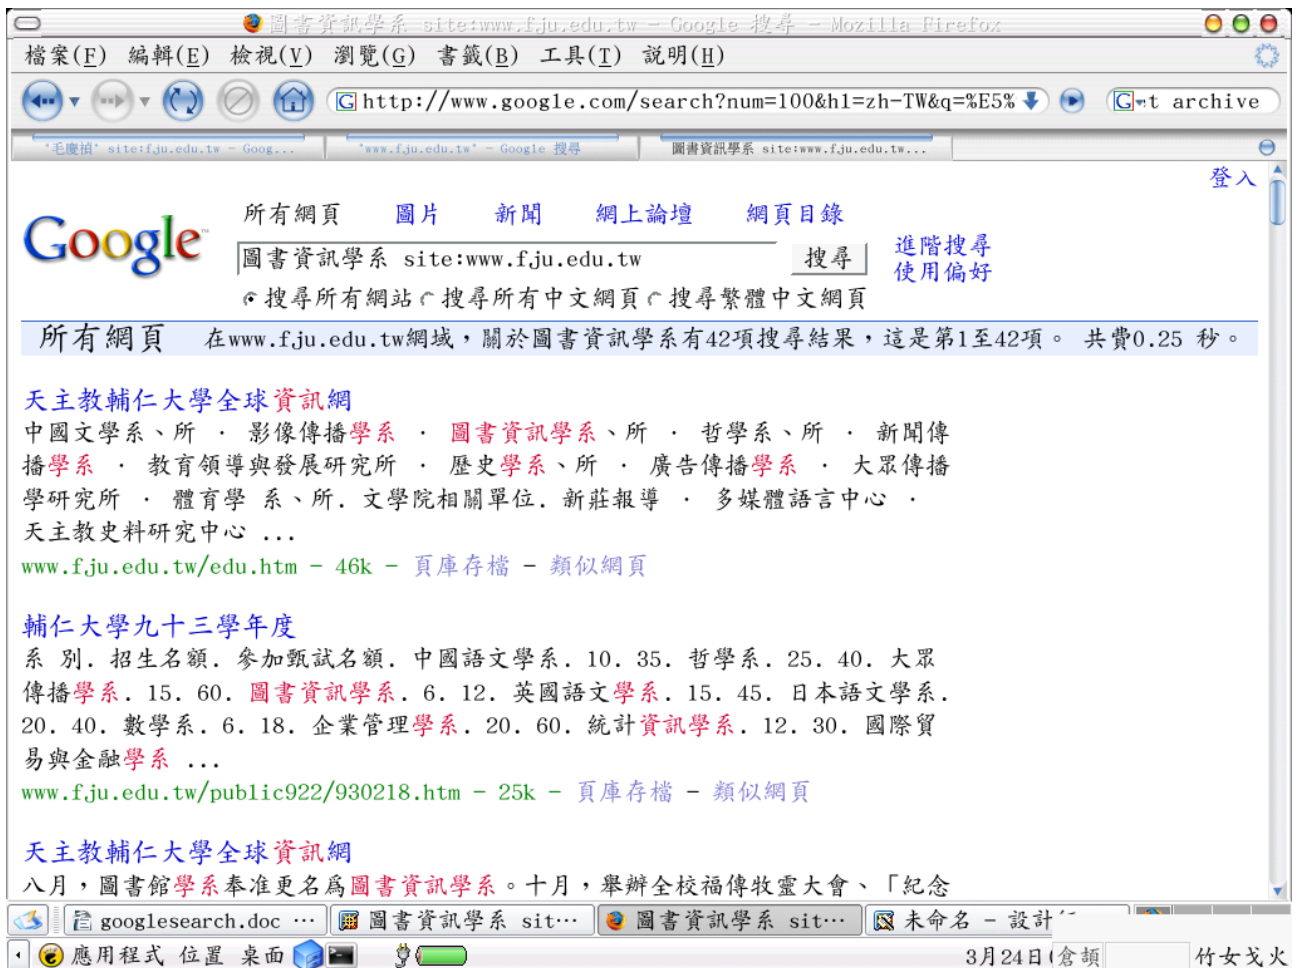 圖書資訊學系 site:www.fju.edu.tw - Google 搜尋 - Mozilla Firefox
檔案(F) 編輯(E) 檢視(V) 瀏覽(G) 書籤(B) 工具(T) 説明(H)
http://www.google.com/search?num=100&hl=zh-TW&q=%E5% G t archive
"毛慶禎" site:fju.edu.tw - Goog... "www.fju.edu.tw" - Google 搜尋 圖書資訊學系 site:www.fju.edu.tw...
登入
Google 所有網頁 圖片 新聞 網上論壇 網頁目錄
圖書資訊學系 site:www.fju.edu.tw 搜尋 進階搜尋
使用偏好
搜尋所有網站 搜尋所有中文網頁 搜尋繁體中文網頁
所有網頁 在www.fju.edu.tw網域，關於圖書資訊學系有42項搜尋結果，這是第1至42項。 共費0.25 秒。
天主教輔仁大學全球資訊網
中國文學系、所 · 影像傳播學系 · 圖書資訊學系、所 · 哲學系、所 · 新聞傳
播學系 · 教育領導與發展研究所 · 歷史學系、所 · 廣告傳播學系 · 大眾傳播
學研究所 · 體育學 系、所. 文學院相關單位. 新莊報導 · 多媒體語言中心 ·
天主教史料研究中心 ...
www.fju.edu.tw/edu.htm - 46k - 頁庫存檔 - 類似網頁
輔仁大學九十三學年度
系 別. 招生名額. 參加甄試名額. 中國語文學系. 10. 35. 哲學系. 25. 40. 大眾
傳播學系. 15. 60. 圖書資訊學系. 6. 12. 英國語文學系. 15. 45. 日本語文學系.
20. 40. 數學系. 6. 18. 企業管理學系. 20. 60. 統計資訊學系. 12. 30. 國際貿
易與金融學系 ...
www.fju.edu.tw/public922/930218.htm - 25k - 頁庫存檔 - 類似網頁
天主教輔仁大學全球資訊網
八月，圖書館學系奉准更名爲圖書資訊學系。十月，舉辦全校福傳牧靈大會、「紀念
googlesearch.doc ... 圖書資訊學系 sit... 圖書資訊學系 sit... 未命名 - 設計
應用程式 位置 桌面 3月24日( 倉頡 竹女戈火